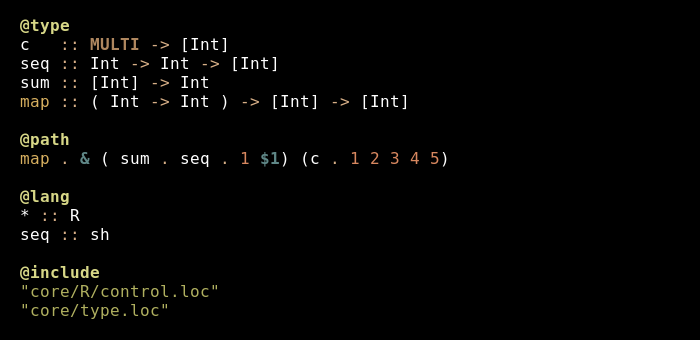 @type
c   :: MULTI -> [Int]
seq :: Int -> Int -> [Int]
sum :: [Int] -> Int
map :: ( Int -> Int ) -> [Int] -> [Int]

@path
map . & ( sum . seq . 1 $1) (c . 1 2 3 4 5)

@lang
* :: R
seq :: sh

@include
"core/R/control.loc"
"core/type.loc"